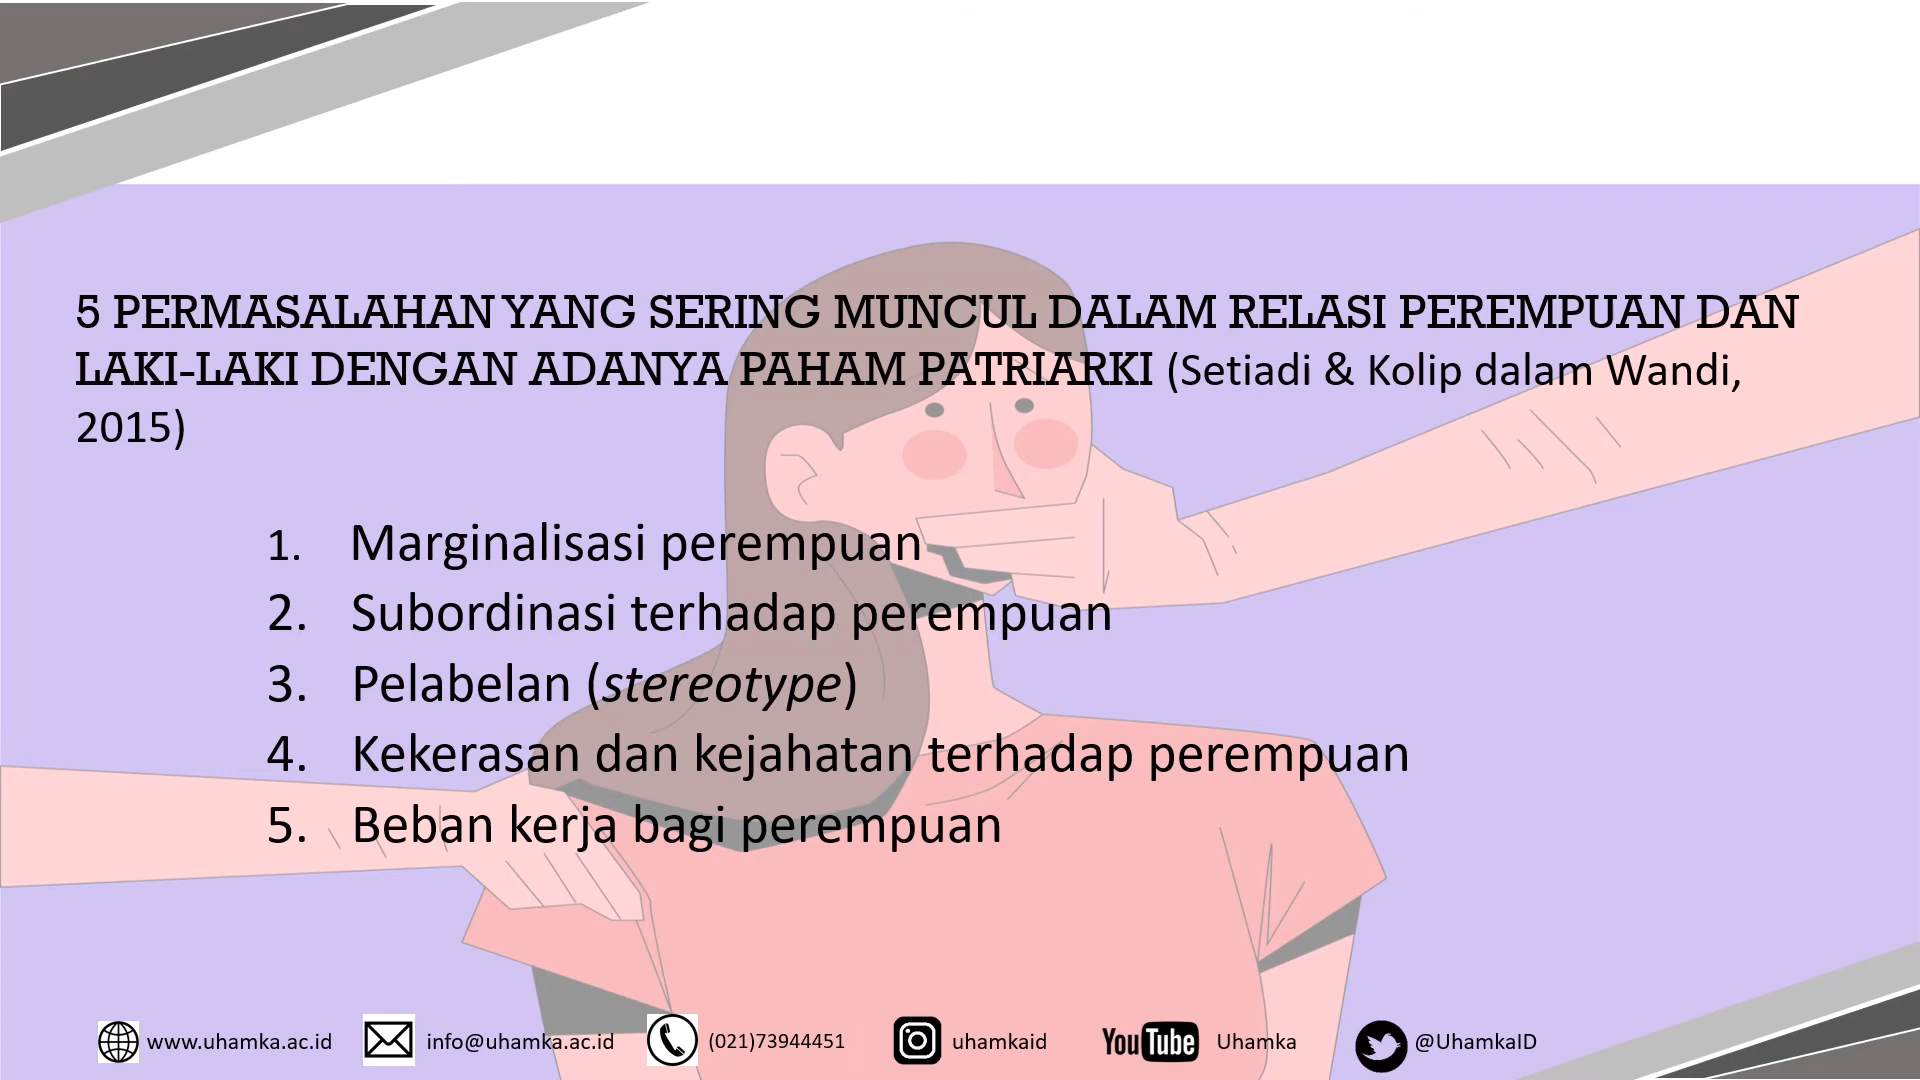 5 PERMASALAHAN YANG SERING MUNCUL DALAM RELASI PEREMPUAN DAN
LAKI-LAKI DENGAN ADANYA PAHAM PATRIARKI (Setiadi & Kolip dalam Wandi,
2015)
1. Marginalisasi perempuan
2. Subordinasi terhadap perempuan
3. Pelabelan (stereotype)
4. Kekerasan dan kejahatan terhadap perempuan
5. Beban kerja bagi perempuan
www.uhamka.ac.id info@uhamka.ac.id (021)73944451 uhamkaid YouTube Uhamka @UhamkaID